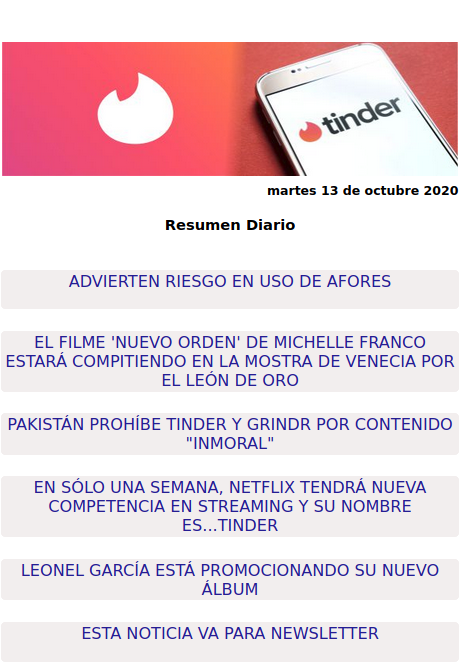 tinder
martes 13 de octubre 2020
Resumen Diario
ADVIERTEN RIESGO EN USO DE AFORES
EL FILME 'NUEVO ORDEN' DE MICHELLE FRANCO
ESTARÁ COMPITIENDO EN LA MOSTRA DE VENECIA POR
EL LEÓN DE ORO
PAKISTÁN PROHÍBE TINDER Y GRINDR POR CONTENIDO
"INMORAL"
EN SÓLO UNA SEMANA, NETFLIX TENDRÁ NUEVA
COMPETENCIA EN STREAMING Y SU NOMBRE
ES...TINDER
LEONEL GARCÍA ESTÁ PROMOCIONANDO SU NUEVO
ÁLBUM
ESTA NOTICIA VA PARA NEWSLETTER